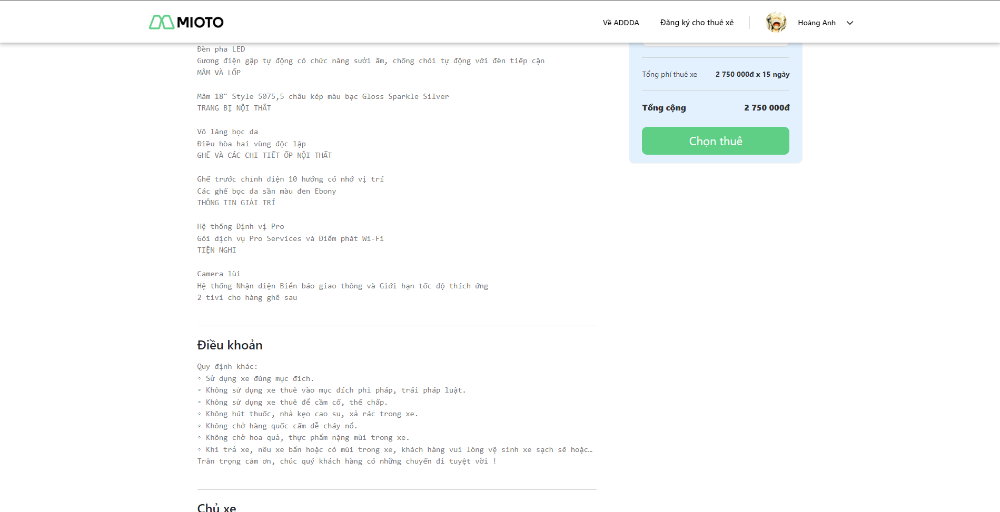 MIOTO
Về ADDDA
Đăng ký cho thuê xê
Hoàng Anh
Đèn pha LED
Gương điện gập tự động có chức năng sưởi ấm, chống chói tự động với đèn tiếp cận
MÂM VÀ LỐP
Mâm 18" Style 5075,5 chấu kép màu bạc Gloss Sparkle Silver
TRANG BỊ NỘI THẤT
Vô lăng bọc da
Điều hòa hai vùng độc lập
GHẾ VÀ CÁC CHI TIẾT ỐP NỘI THẤT
Ghế trước chỉnh điện 10 hướng có nhớ vị trí
Các ghế bọc da sần màu đen Ebony
THÔNG TIN GIẢI TRÍ
Hệ thống Định vị Pro
Gói dịch vụ Pro Services và Điểm phát Wi-Fi
TIỆN NGHI
Camera lùi
Hệ thống Nhận diện Biển báo giao thông và Giới hạn tốc độ thích ứng
2 tivi cho hàng ghế sau
Điều khoản
Quy định khác:
◦ Sử dụng xe đúng mục đích.
◦ Không sử dụng xe thuê vào mục đích phi pháp, trái pháp luật.
◦ Không sử dụng xe thuê để cầm cố, thế chấp.
◦ Không hút thuốc, nhả kẹo cao su, xả rác trong xe.
◦ Không chở hàng quốc cấm dễ cháy nổ.
◦ Không chở hoa quả, thực phẩm nặng mùi trong xe.
◦ Khi trả xe, nếu xe bẩn hoặc có mùi trong xe, khách hàng vui lòng vệ sinh xe sạch sẽ hoặc…
Trân trọng cảm ơn, chúc quý khách hàng có những chuyến đi tuyệt vời !
Chủ xe
Tổng phí thuê xe 2 750 000đ x 15 ngày
Tổng cộng 2 750 000đ
Chọn thuê